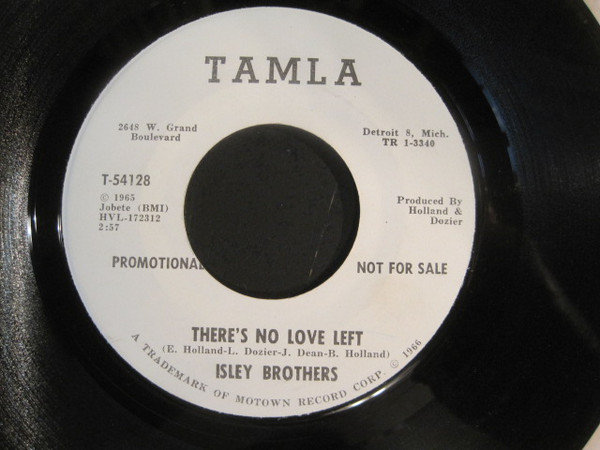 TAMLA
2648 W. Grand
Boulevard
Detroit 8, Mich.
TR 1-3340
T-54128
© 1965
Jobete (BMI)
HVL-172312
2:57
Produced By
Holland &
Dozier
PROMOTIONAL
NOT FOR SALE
THERE'S NO LOVE LEFT
(E. Holland-L. Dozier-J. Dean-B. Holland)
ISLEY BROTHERS
A TRADEMARK OF MOTOWN RECORD CORP. © 1966